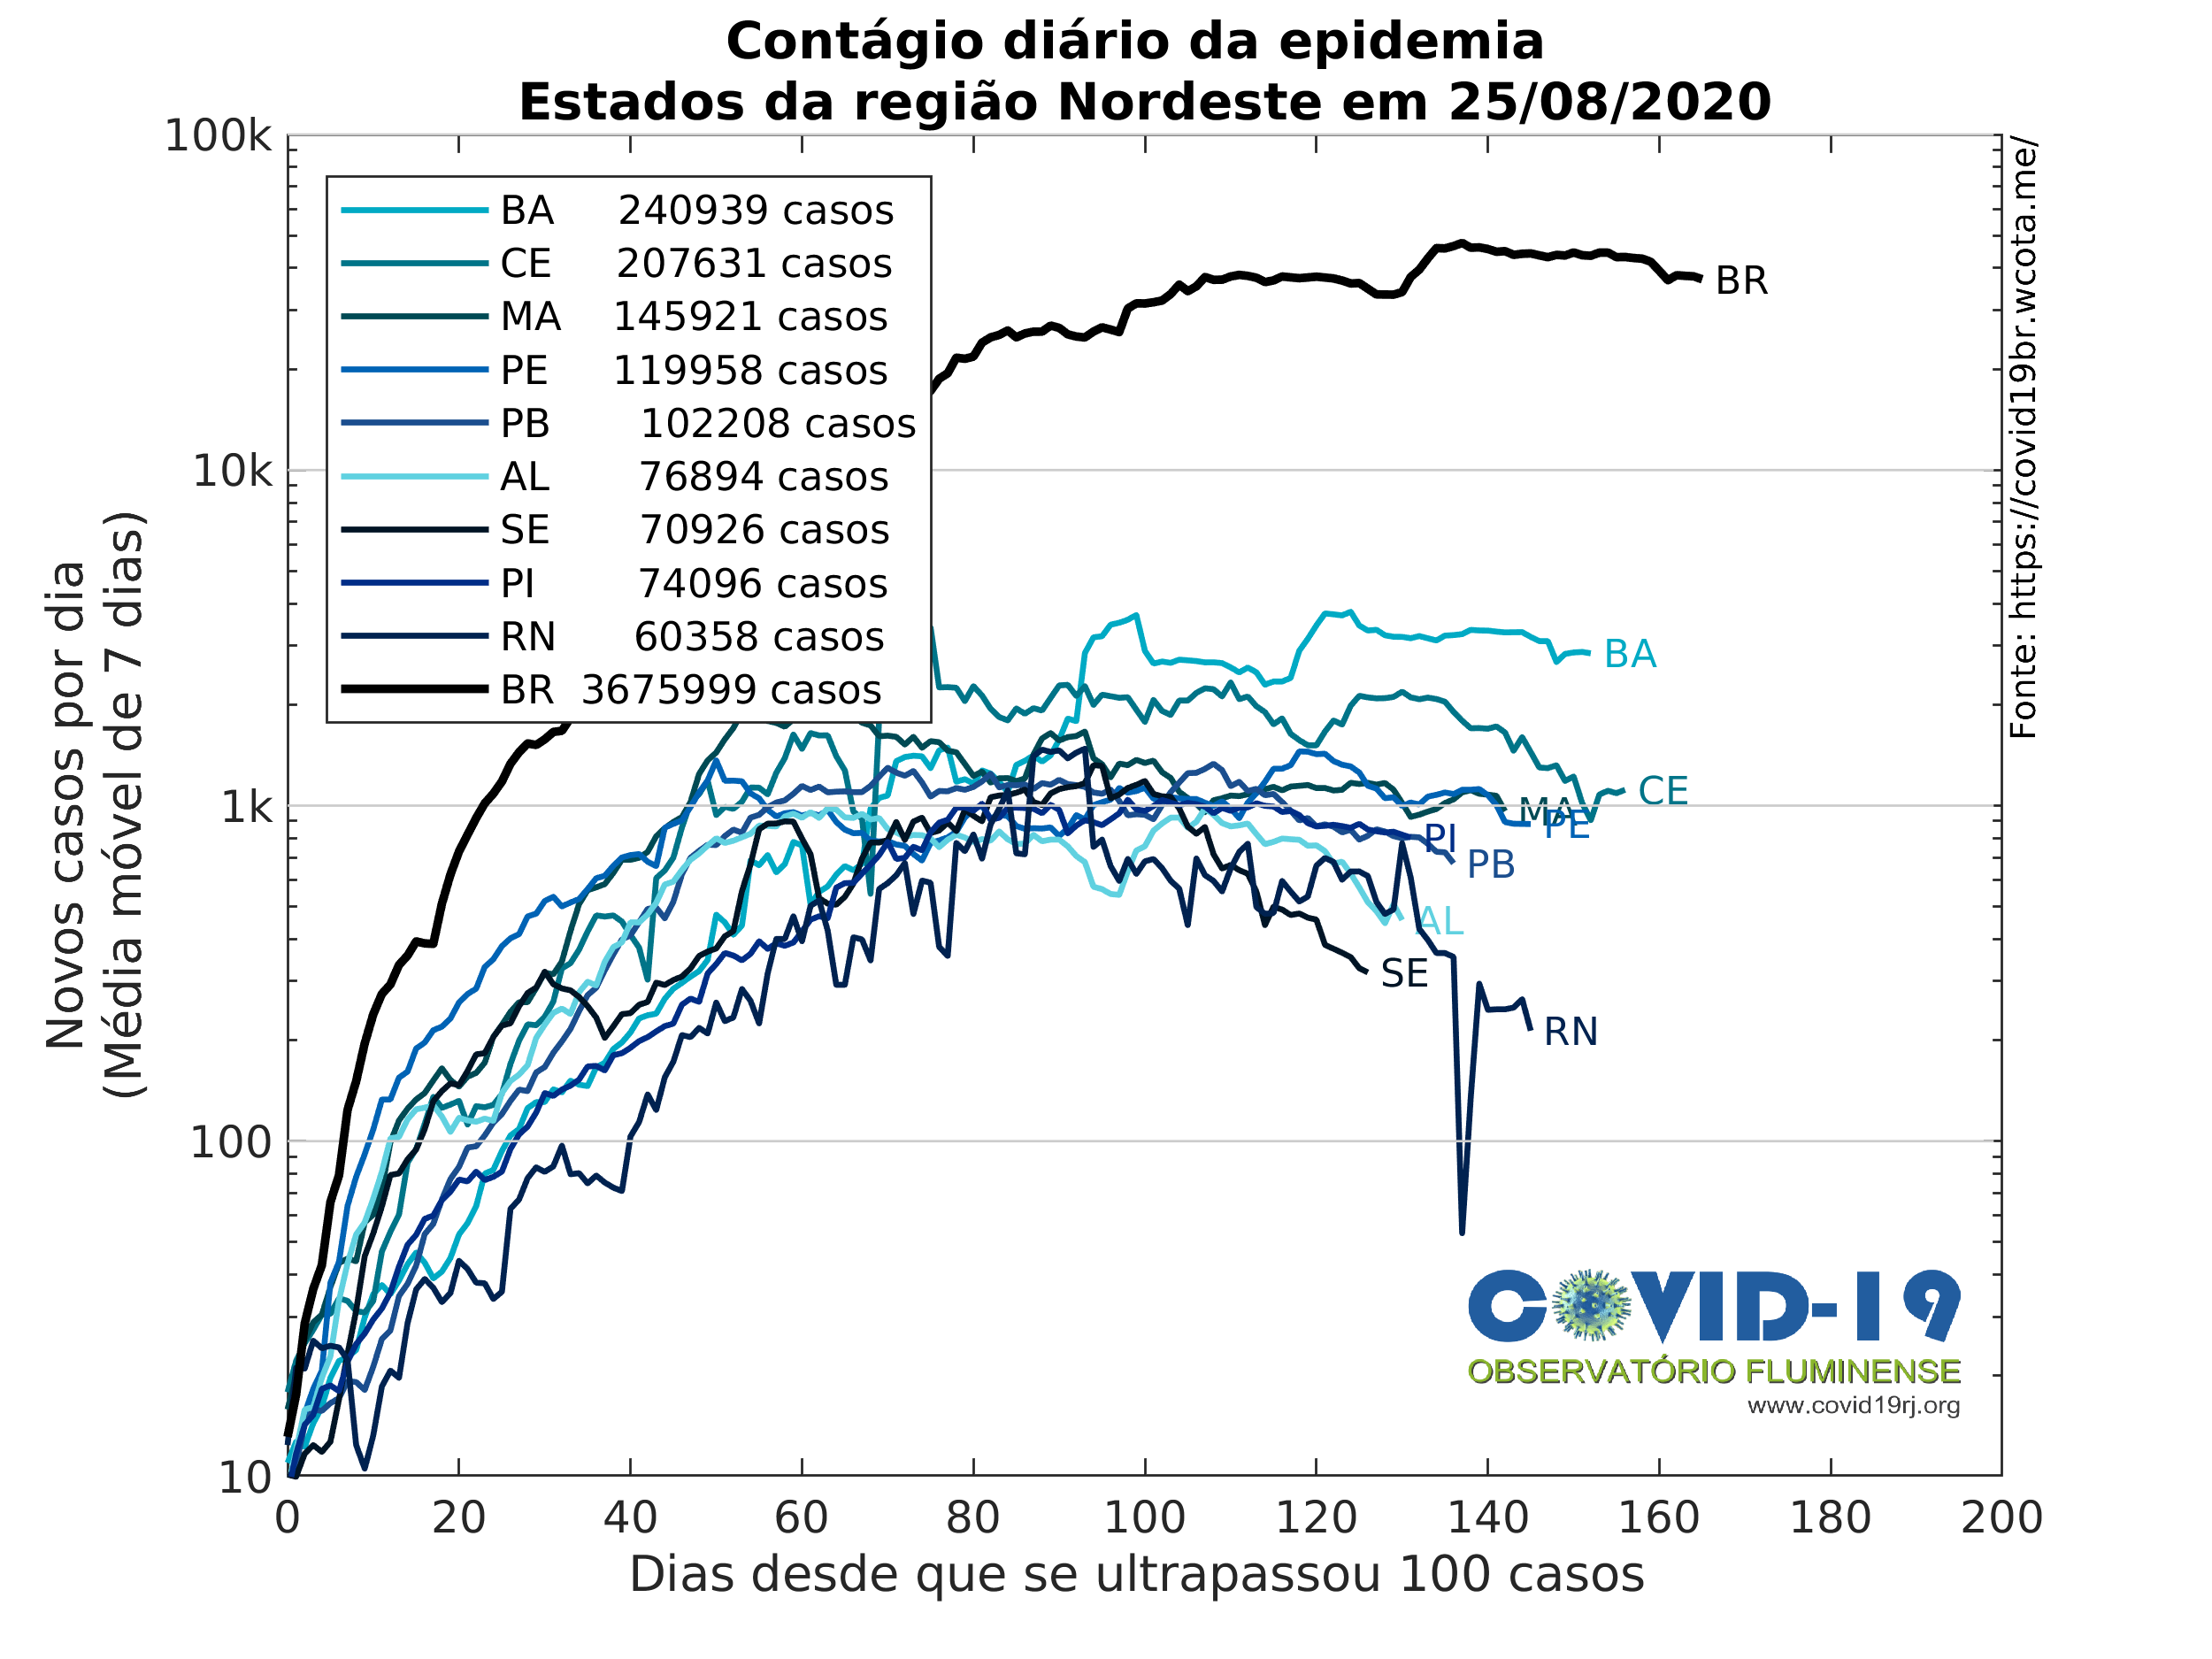 Contágio diário da epidemia
Estados da região Nordeste em 25/08/2020
100k
10k
1k
100
10
Novos casos por dia
(Média móvel de 7 dias)
BA 240939 casos
CE 207631 casos
MA 145921 casos
PE 119958 casos
PB 102208 casos
AL 76894 casos
SE 70926 casos
PI 74096 casos
RN 60358 casos
BR 3675999 casos
BR
BA
CE
MA
PE
PI
PB
AL
SE
RN
Fonte: https://covid19br.wcota.me/
COVID-19
OBSERVATÓRIO FLUMINENSE
www.covid19rj.org
0 20 40 60 80 100 120 140 160 180 200
Dias desde que se ultrapassou 100 casos